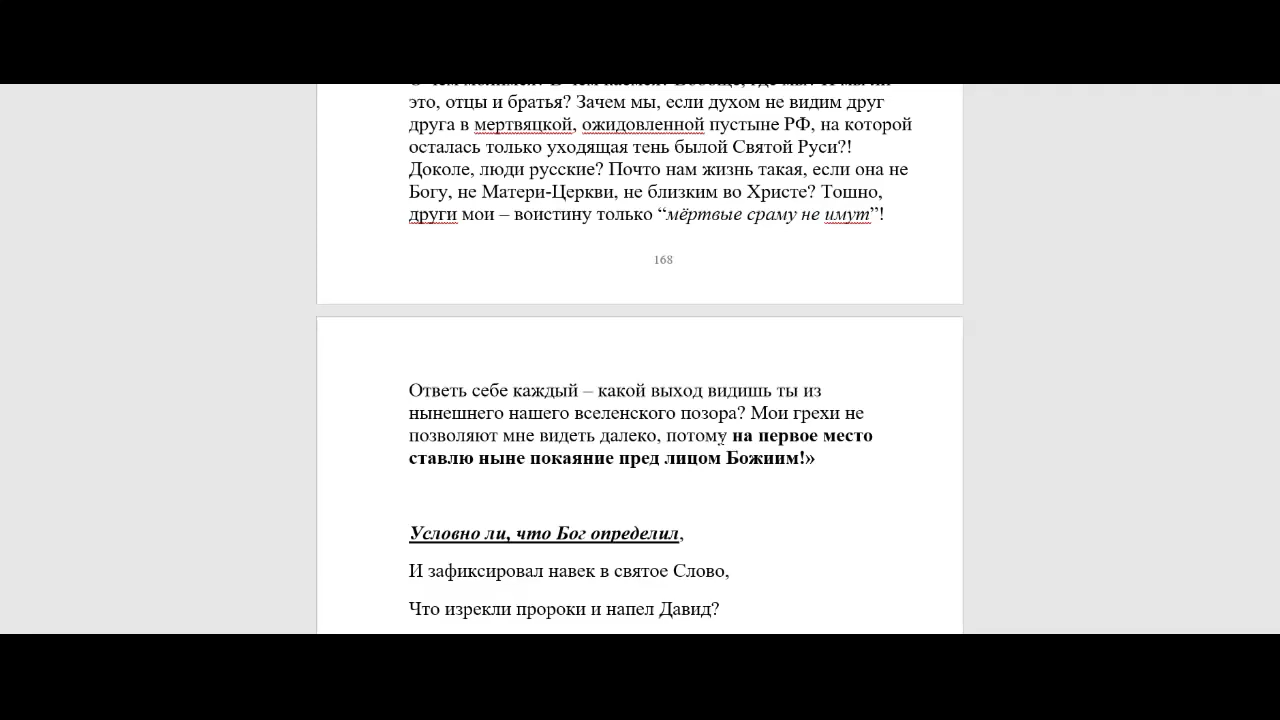 это, отцы и братья? Зачем мы, если духом не видим друг
друга в мертвяцкой, ожидовленной пустыне РФ, на которой
осталась только уходящая тень былой Святой Руси?!
Доколе, люди русские? Почто нам жизнь такая, если она не
Богу, не Матери-Церкви, не близким во Христе? Тошно,
други мои – воистину только “мёртвые сраму не имут”!
168
Ответь себе каждый – какой выход видишь ты из
нынешнего нашего вселенского позора? Мои грехи не
позволяют мне видеть далеко, потому на первое место
ставлю ныне покаяние пред лицом Божиим!»
Условно ли, что Бог определил,
И зафиксировал навек в святое Слово,
Что изрекли пророки и напел Давид?